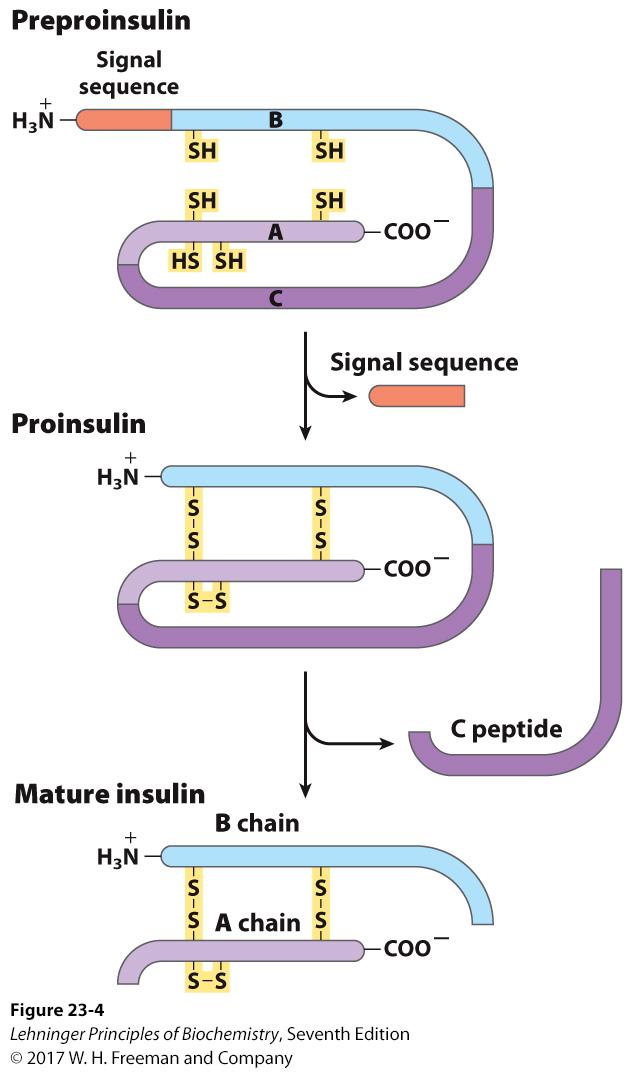 Preproinsulin
Signal
sequence
+
H₃N
B
SH SH
SH SH
A
COO⁻
HS SH
C
Signal sequence
Proinsulin
+
H₃N
S S
S S
COO⁻
S–S
C peptide
Mature insulin
B chain
+
H₃N
S S
S S
A chain
COO⁻
S–S
Figure 23-4
Lehninger Principles of Biochemistry, Seventh Edition
© 2017 W. H. Freeman and Company